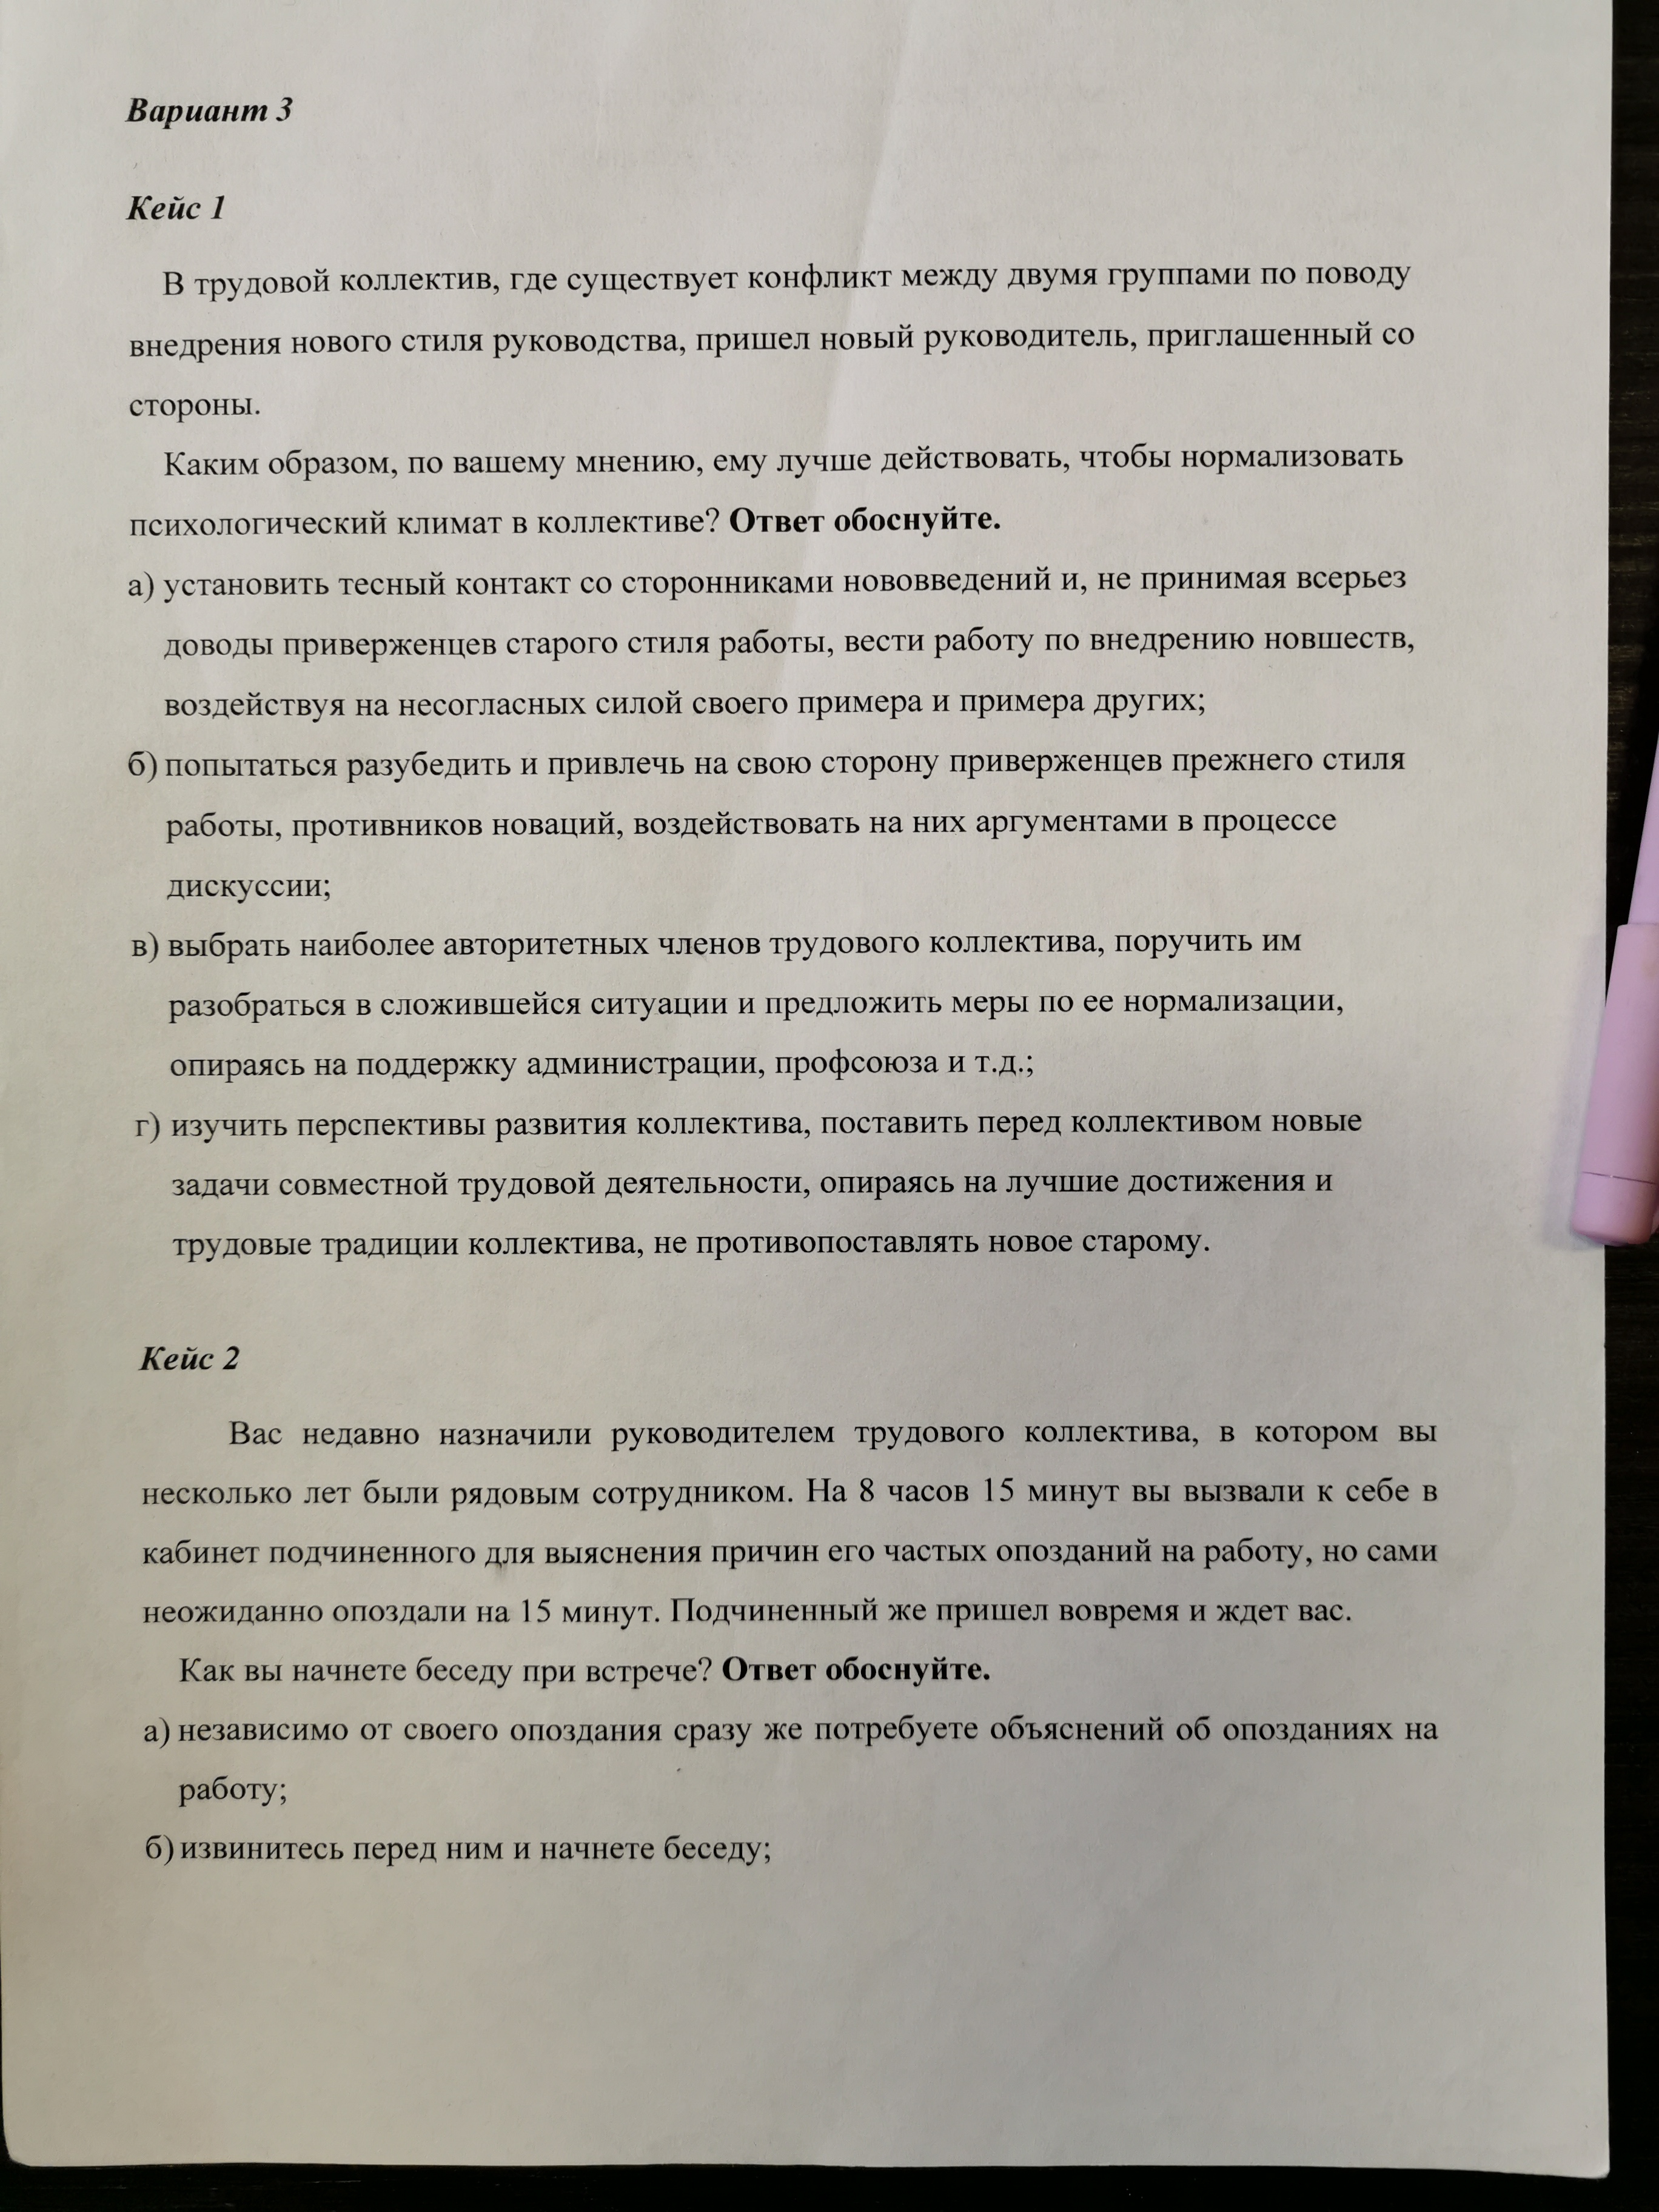 Вариант 3
Кейс 1
В трудовой коллектив, где существует конфликт между двумя группами по поводу
внедрения нового стиля руководства, пришел новый руководитель, приглашенный со
стороны.
Каким образом, по вашему мнению, ему лучше действовать, чтобы нормализовать
психологический климат в коллективе? Ответ обоснуйте.
а) установить тесный контакт со сторонниками нововведений и, не принимая всерьез
доводы приверженцев старого стиля работы, вести работу по внедрению новшеств,
воздействуя на несогласных силой своего примера и примера других;
б) попытаться разубедить и привлечь на свою сторону приверженцев прежнего стиля
работы, противников новаций, воздействовать на них аргументами в процессе
дискуссии;
в) выбрать наиболее авторитетных членов трудового коллектива, поручить им
разобраться в сложившейся ситуации и предложить меры по ее нормализации,
опираясь на поддержку администрации, профсоюза и т.д.;
г) изучить перспективы развития коллектива, поставить перед коллективом новые
задачи совместной трудовой деятельности, опираясь на лучшие достижения и
трудовые традиции коллектива, не противопоставлять новое старому.
Кейс 2
Вас недавно назначили руководителем трудового коллектива, в котором вы
несколько лет были рядовым сотрудником. На 8 часов 15 минут вы вызвали к себе в
кабинет подчиненного для выяснения причин его частых опозданий на работу, но сами
неожиданно опоздали на 15 минут. Подчиненный же пришел вовремя и ждет вас.
Как вы начнете беседу при встрече? Ответ обоснуйте.
а) независимо от своего опоздания сразу же потребуете объяснений об опозданиях на
работу;
б) извинитесь перед ним и начнете беседу;